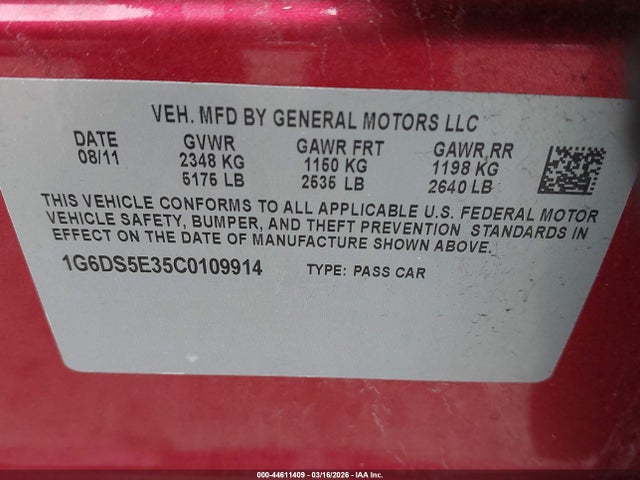 VEH. MFD BY GENERAL MOTORS LLC
DATE GVWR GAWR FRT GAWR RR
08/11 2348 KG 1150 KG 1198 KG
5175 LB 2535 LB 2640 LB
THIS VEHICLE CONFORMS TO ALL APPLICABLE U.S. FEDERAL MOTOR
VEHICLE SAFETY, BUMPER, AND THEFT PREVENTION STANDARDS IN
EFFECT ON THE DATE OF MANUFACTURE SHOWN ABOVE.
1G6DS5E35C0109914 TYPE: PASS CAR
000-44611409 - 03/16/2026 - IAA Inc.